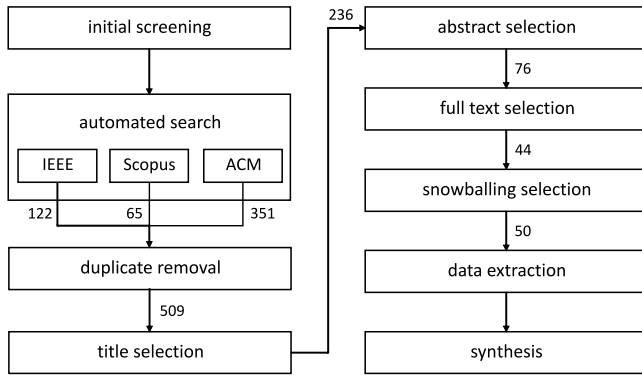 initial screening
automated search
IEEE
Scopus
ACM
122
65
351
duplicate removal
509
title selection
236
abstract selection
76
full text selection
44
snowballing selection
50
data extraction
synthesis